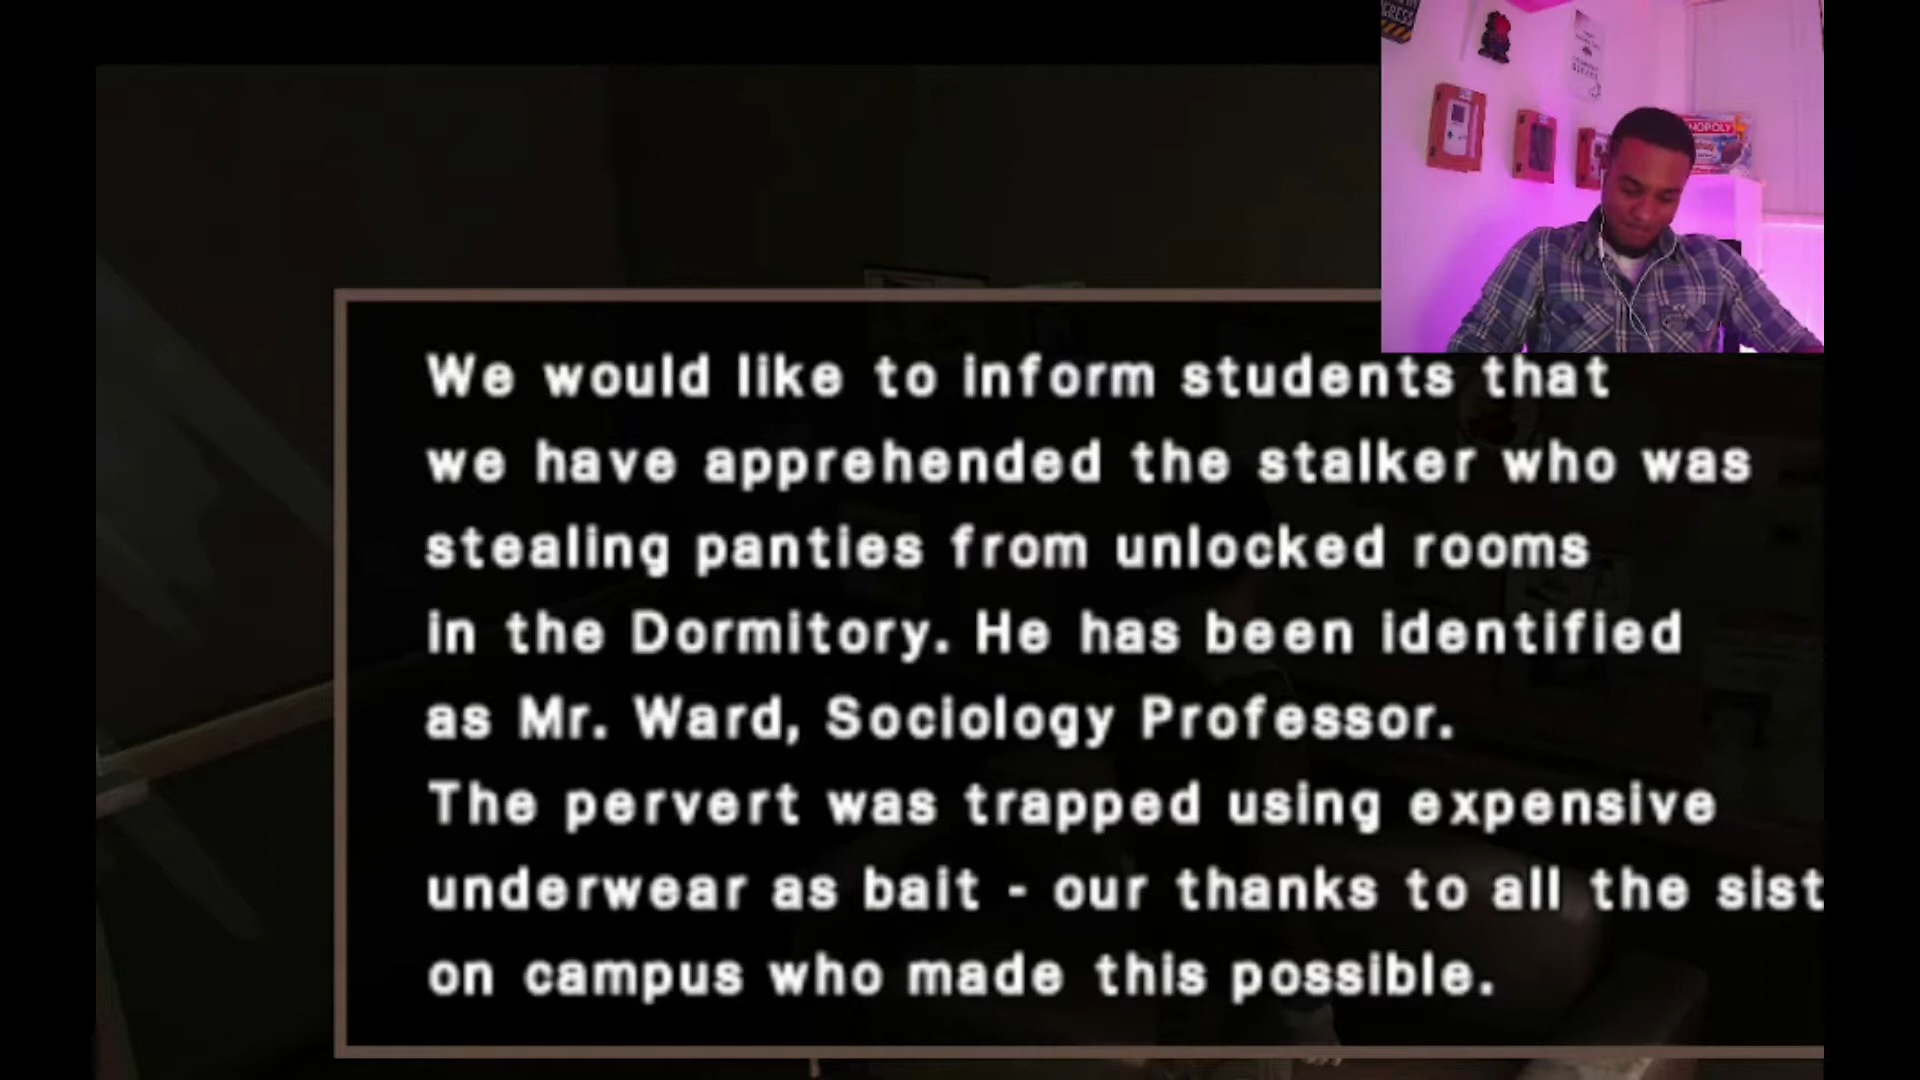 GRESS
MONOPOLY
We would like to inform students that
we have apprehended the stalker who was
stealing panties from unlocked rooms
in the Dormitory. He has been identified
as Mr. Ward, Sociology Professor.
The pervert was trapped using expensive
underwear as bait - our thanks to all the sist
on campus who made this possible.